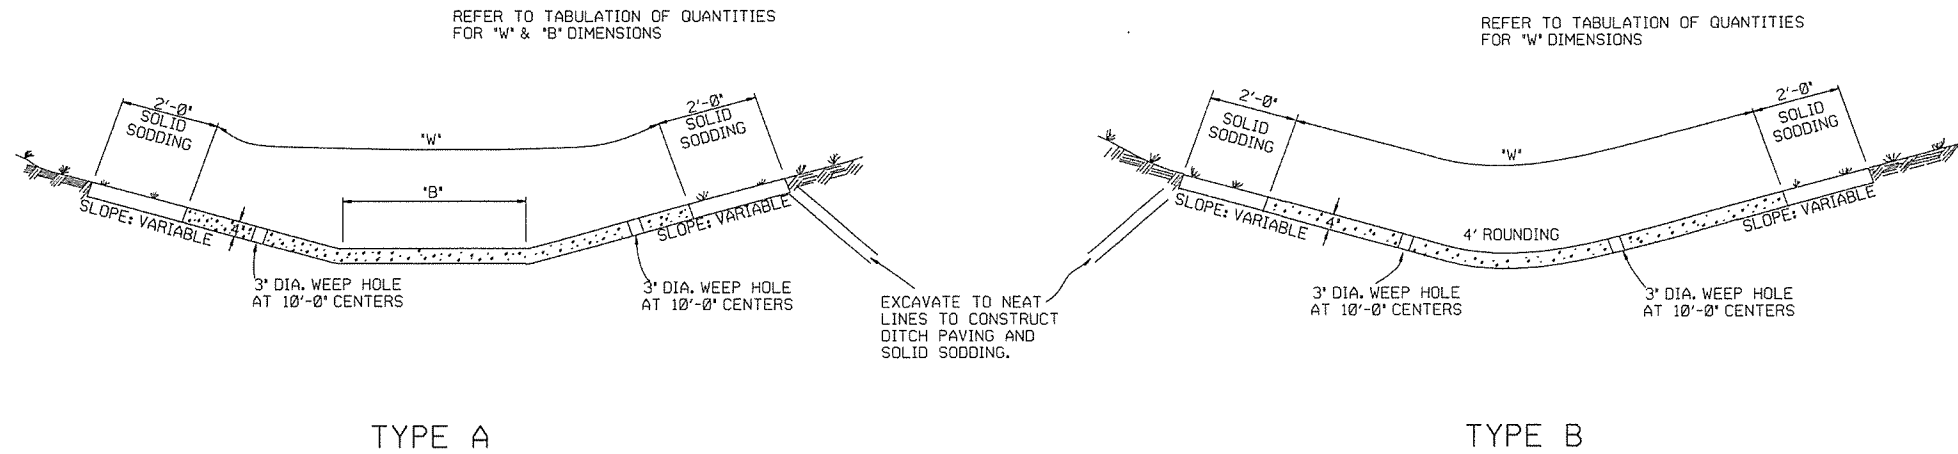 REFER TO TABULATION OF QUANTITIES
FOR "W" & "B" DIMENSIONS
2'-0"
SOLID
SODDING
"W"
2'-0"
SOLID
SODDING
"B"
SLOPE: VARIABLE
4"
SLOPE: VARIABLE
3" DIA. WEEP HOLE
AT 10'-0" CENTERS
3" DIA. WEEP HOLE
AT 10'-0" CENTERS
TYPE A
EXCAVATE TO NEAT
LINES TO CONSTRUCT
DITCH PAVING AND
SOLID SODDING.
REFER TO TABULATION OF QUANTITIES
FOR "W" DIMENSIONS
2'-0"
SOLID
SODDING
"W"
2'-0"
SOLID
SODDING
SLOPE: VARIABLE
4"
4' ROUNDING
SLOPE: VARIABLE
3" DIA. WEEP HOLE
AT 10'-0" CENTERS
3" DIA. WEEP HOLE
AT 10'-0" CENTERS
TYPE B